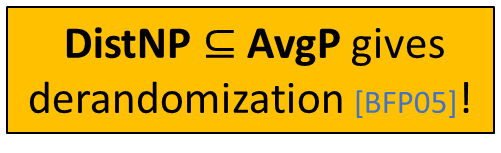 DistNP ⊆ AvgP gives
derandomization [BFP05]!